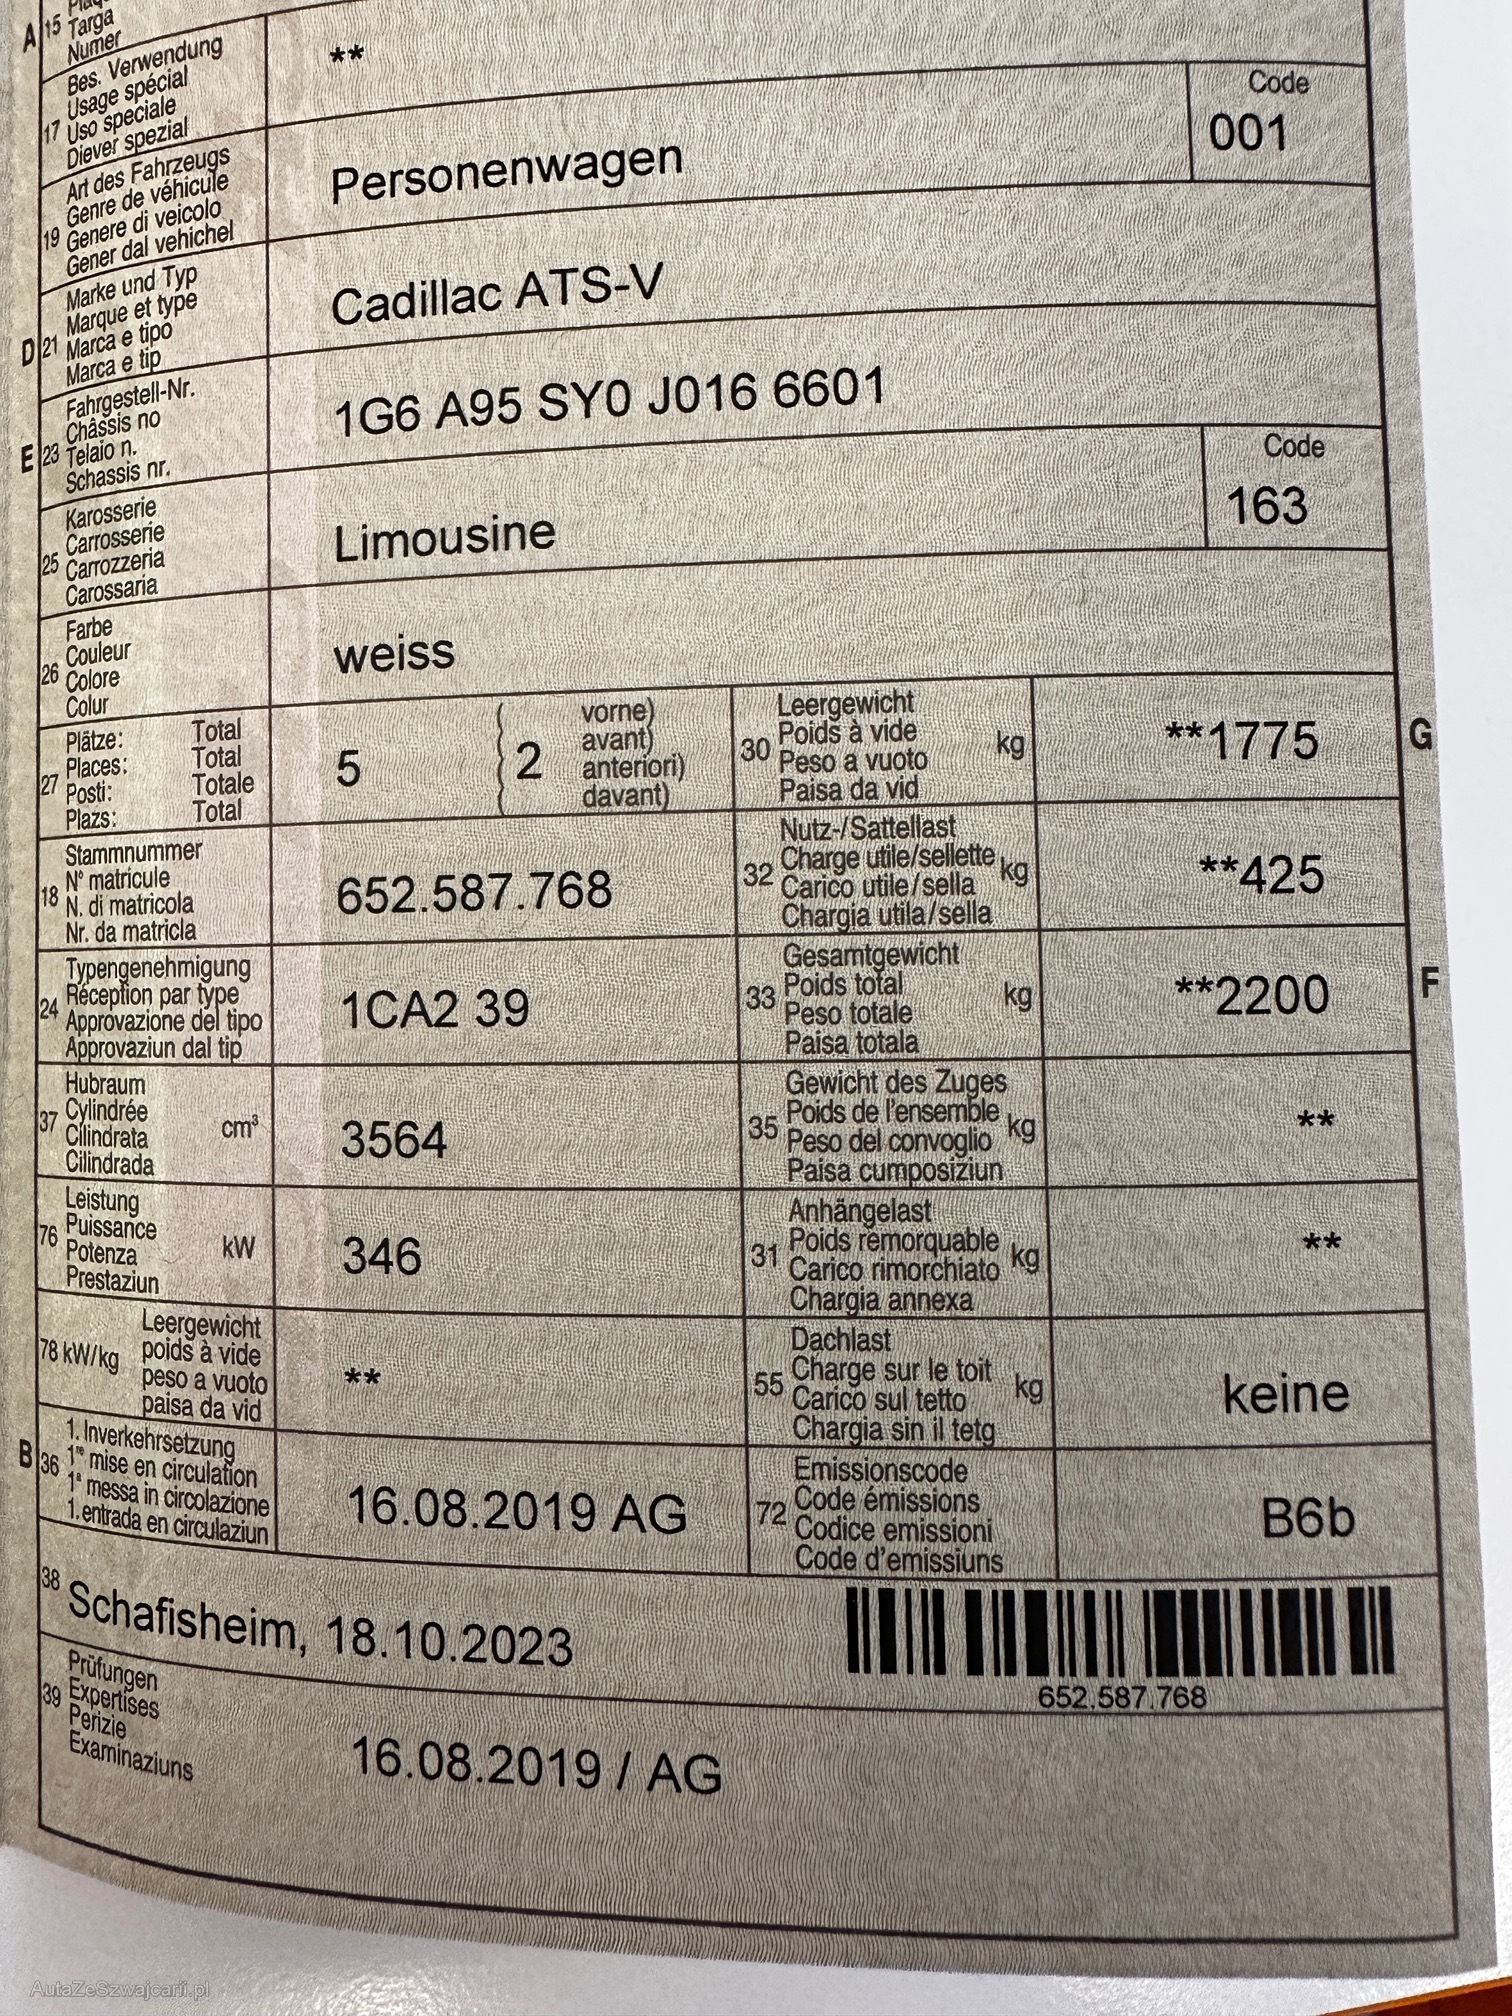 A 15 Targa
Numer
17 Bes. Verwendung
Usage spécial
Uso speciale
Diever spezial
**
19 Art des Fahrzeugs
Genre de véhicule
Genere di veicolo
Gener dal vehichel
Personenwagen
Code
001
D 21 Marke und Typ
Marque et type
Marca e tipo
Marca e tip
Cadillac ATS-V
E 23 Fahrgestell-Nr.
Châssis no
Telaio n.
Schassis nr.
1G6 A95 SY0 J016 6601
25 Karosserie
Carrosserie
Carrozzeria
Carossaria
Limousine
Code
163
26 Farbe
Couleur
Colore
Colur
weiss
27 Plätze: Total
Places: Total
Posti: Totale
Plazs: Total
5
2
vorne)
avant)
anteriori)
davant)
30 Leergewicht
Poids à vide
Peso a vuoto
Paisa da vid
kg
**1775
G
18 Stammnummer
N° matricule
N. di matricola
Nr. da matricla
652.587.768
32 Nutz-/Sattellast
Charge utile/sellette
Carico utile/sella
Chargia utila/sella
kg
**425
24 Typengenehmigung
Réception par type
Approvazione del tipo
Approvaziun dal tip
1CA2 39
33 Gesamtgewicht
Poids total
Peso totale
Paisa totala
kg
**2200
F
37 Hubraum
Cylindrée
Cilindrata
Cilindrada
cm³
3564
35 Gewicht des Zuges
Poids de l'ensemble
Peso del convoglio
Paisa cumposiziun
kg
**
76 Leistung
Puissance
Potenza
Prestaziun
kW
346
31 Anhängelast
Poids remorquable
Carico rimorchiato
Chargia annexa
kg
**
78 kW/kg
Leergewicht
poids à vide
peso a vuoto
paisa da vid
**
55 Dachlast
Charge sur le toit
Carico sul tetto
Chargia sin il tetg
kg
keine
B 36 1. Inverkehrsetzung
1re mise en circulation
1a messa in circolazione
1. entrada en circulaziun
16.08.2019 AG
72 Emissionscode
Code émissions
Codice emissioni
Code d'emissiuns
B6b
38 Schafisheim, 18.10.2023
652.587.768
39 Prüfungen
Expertises
Perizie
Examinaziuns
16.08.2019 / AG
AutaZeSzwajcarii.pl